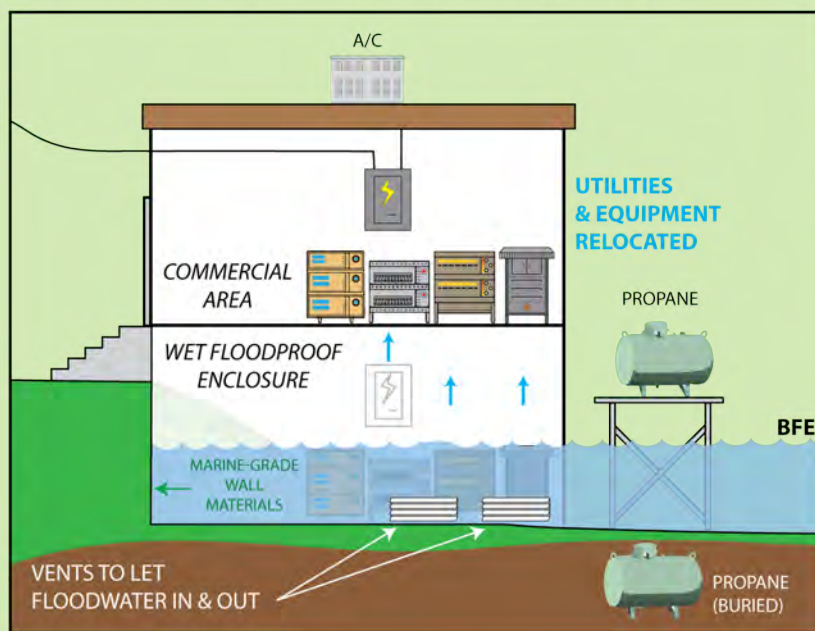 A/C
UTILITIES
& EQUIPMENT
RELOCATED
COMMERCIAL
AREA
PROPANE
WET FLOODPROOF
ENCLOSURE
BFE
MARINE-GRADE
WALL
MATERIALS
VENTS TO LET
FLOODWATER IN & OUT
PROPANE
(BURIED)